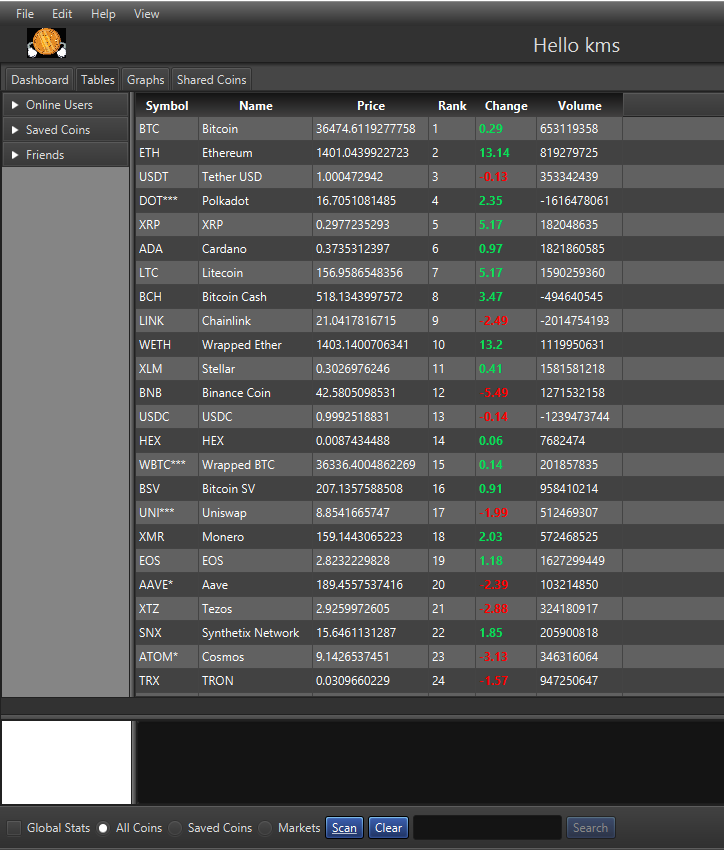 File Edit Help View
Hello kms
Dashboard Tables Graphs Shared Coins
Online Users
Saved Coins
Friends
Symbol Name Price Rank Change Volume
BTC Bitcoin 36474.6119277758 1 0.29 653119358
ETH Ethereum 1401.0439922723 2 13.14 819279725
USDT Tether USD 1.000472942 3 -0.13 353342439
DOT*** Polkadot 16.7051081485 4 2.35 -1616478061
XRP XRP 0.2977235293 5 5.17 182048635
ADA Cardano 0.3735312397 6 0.97 1821860585
LTC Litecoin 156.9586548356 7 5.17 1590259360
BCH Bitcoin Cash 518.1343997572 8 3.47 -494640545
LINK Chainlink 21.0417816715 9 -2.49 -2014754193
WETH Wrapped Ether 1403.1400706341 10 13.2 1119950631
XLM Stellar 0.3026976246 11 0.41 1581581218
BNB Binance Coin 42.5805098531 12 -5.49 1271532158
USDC USDC 0.9992518831 13 -0.14 -1239473744
HEX HEX 0.0087434488 14 0.06 7682474
WBTC*** Wrapped BTC 36336.4004862269 15 0.14 201857835
BSV Bitcoin SV 207.1357588508 16 0.91 958410214
UNI*** Uniswap 8.8541665747 17 -1.99 512469307
XMR Monero 159.1443065223 18 2.03 572468525
EOS EOS 2.8232229828 19 1.18 1627299449
AAVE* Aave 189.4557537416 20 -2.39 103214850
XTZ Tezos 2.9259972605 21 -2.88 324180917
SNX Synthetix Network 15.6461131287 22 1.85 205900818
ATOM* Cosmos 9.1426537451 23 -3.13 346316064
TRX TRON 0.0309660229 24 -1.57 947250647
Global Stats All Coins Saved Coins Markets Scan Clear Search